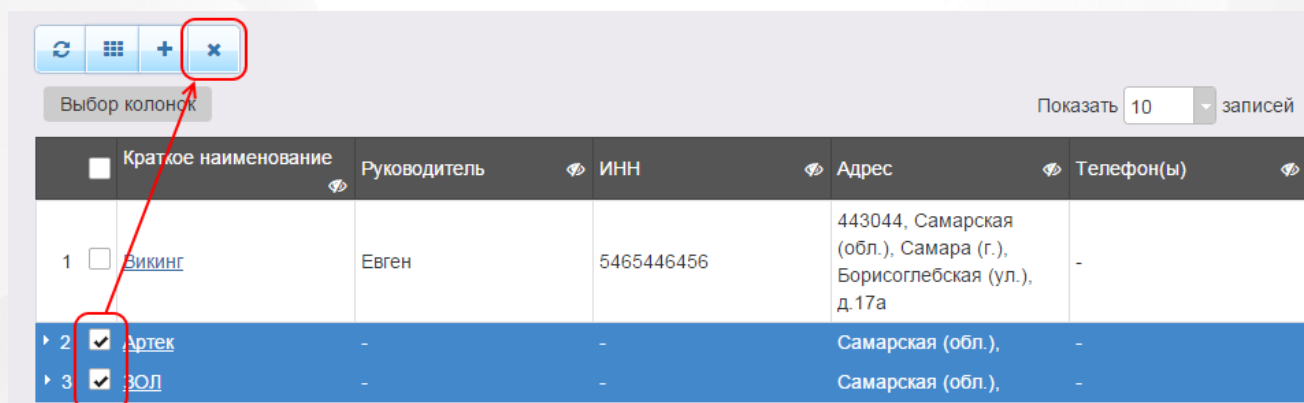 Выбор колонок
Показать 10 записей
Краткое наименование Руководитель ИНН Адрес Телефон(ы)
443044, Самарская
(обл.), Самара (г.),
1 Викинг Евген 5465446456 -
Борисоглебская (ул.),
д.17а
2 Артек - - Самарская (обл.), -
3 ЗОЛ - - Самарская (обл.), -